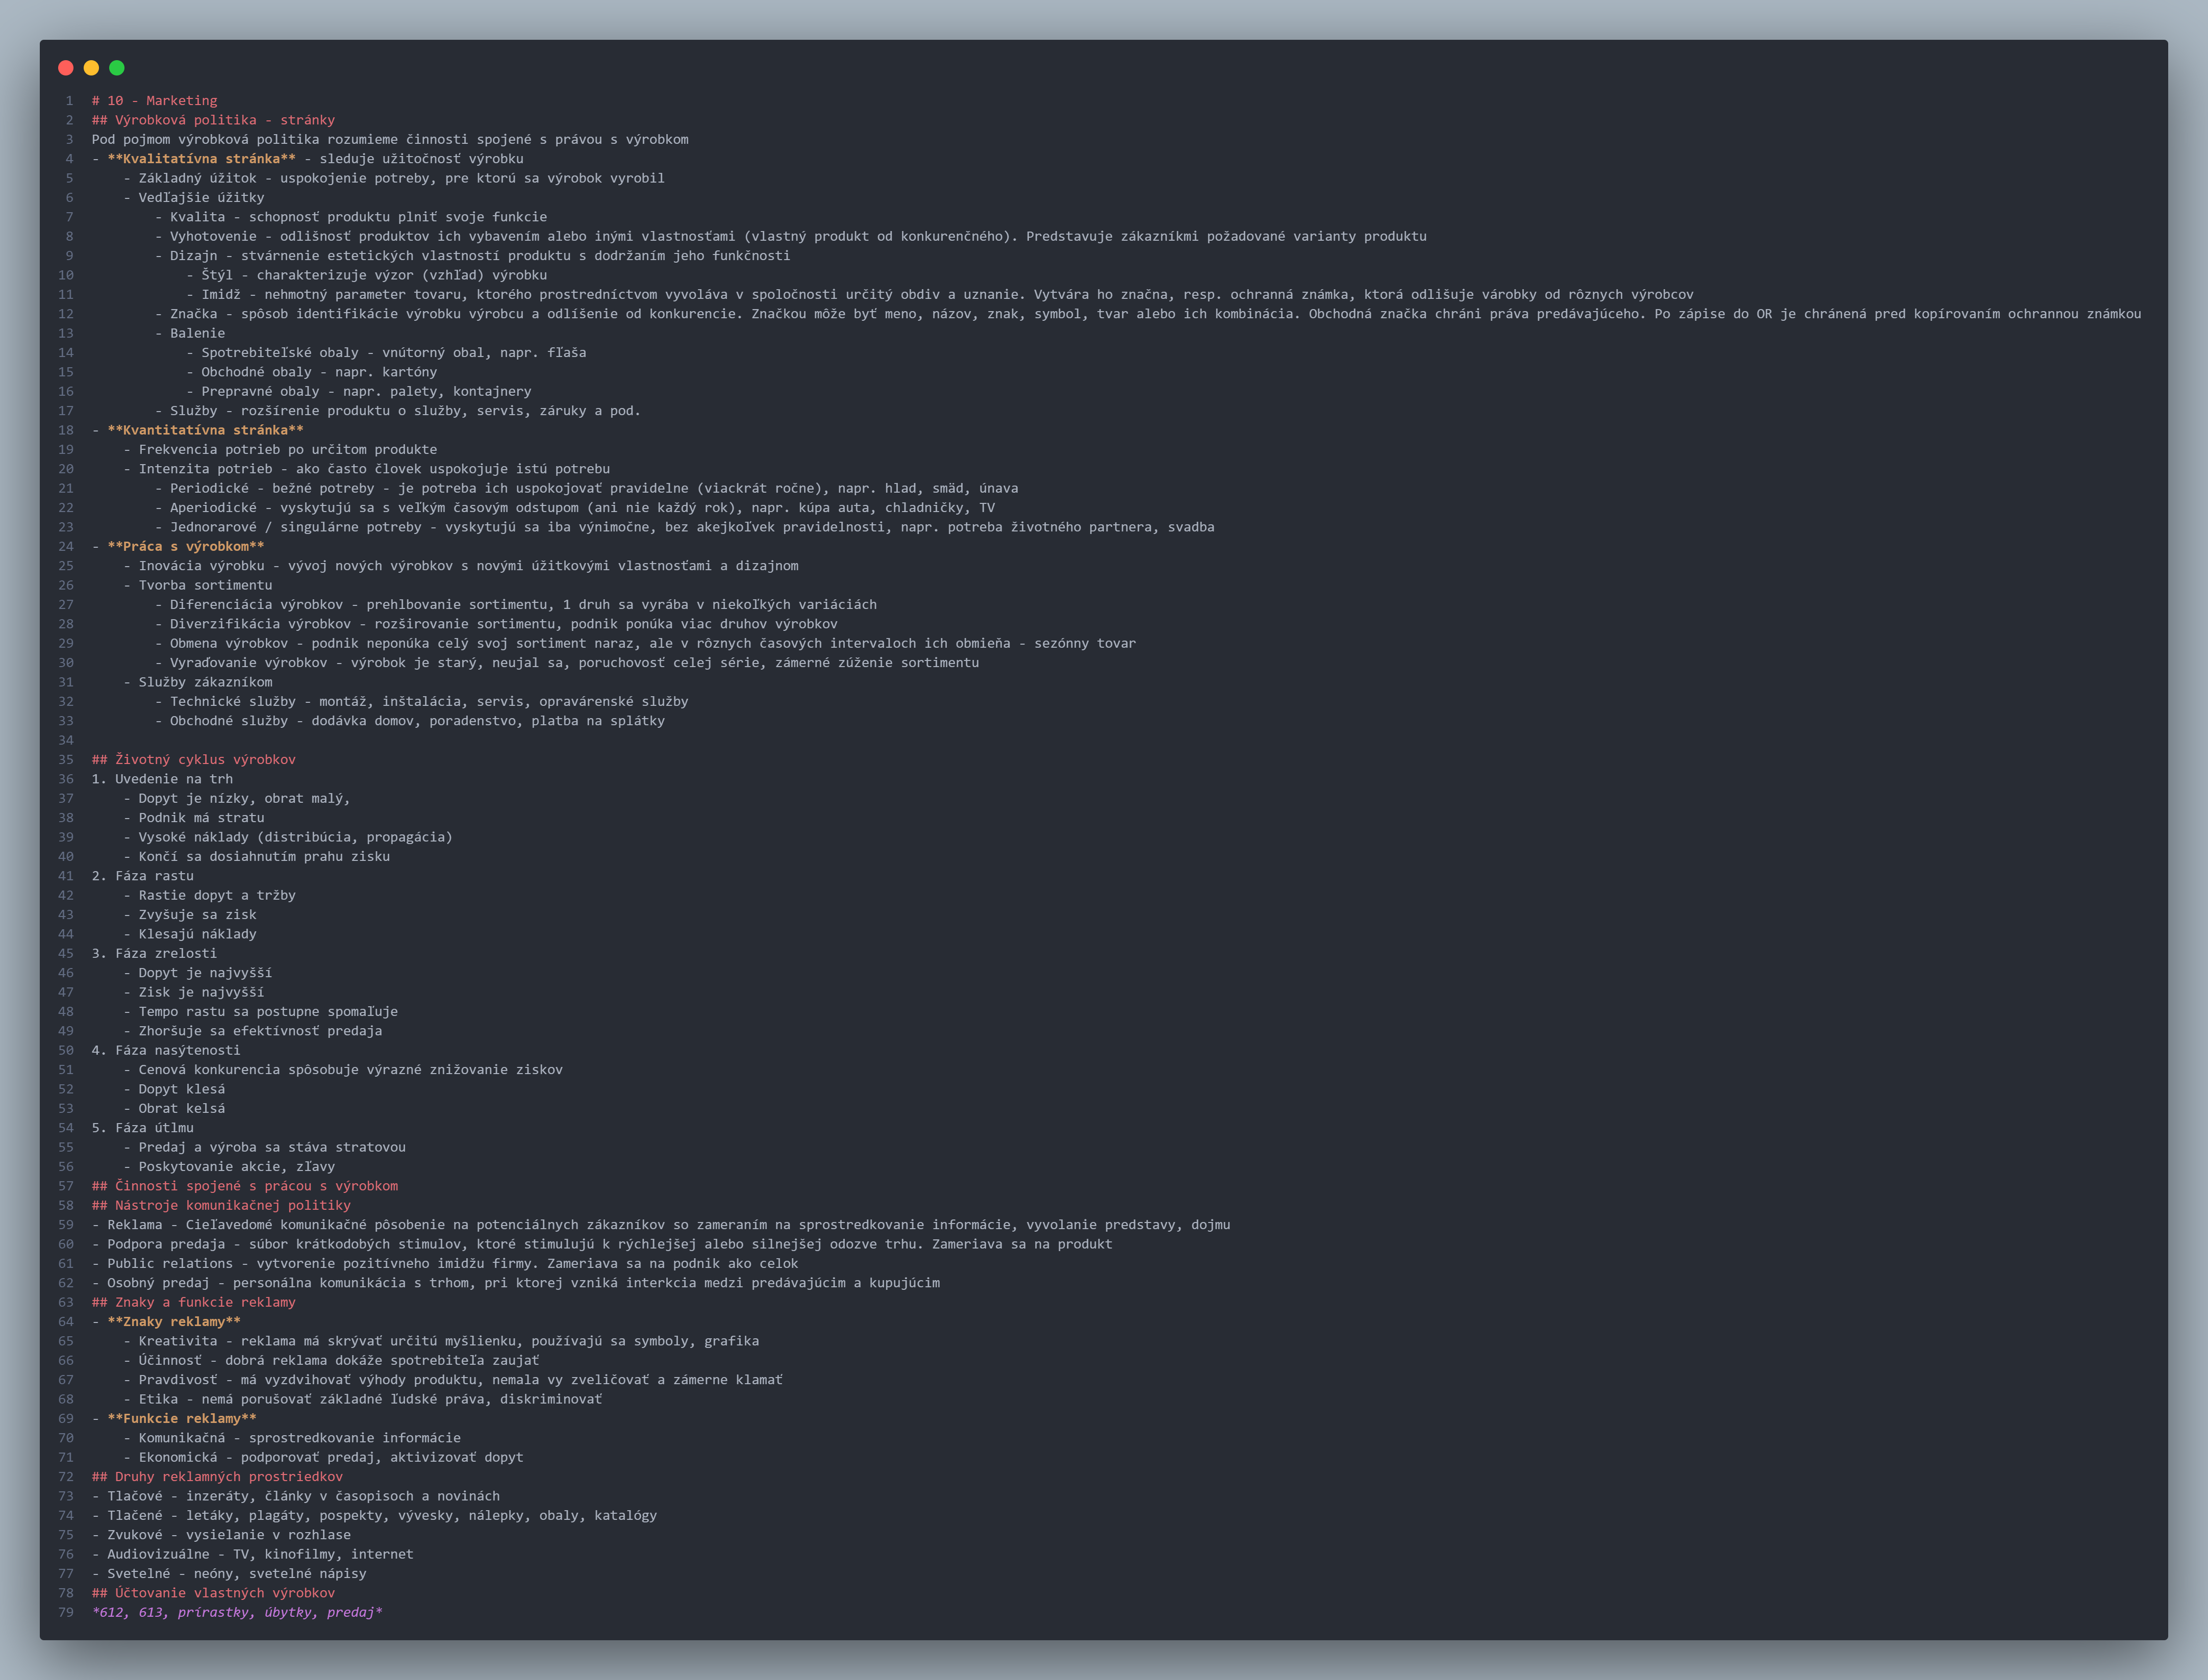 1 # 10 - Marketing
2 ## Výrobková politika - stránky
3 Pod pojmom výrobková politika rozumieme činnosti spojené s právou s výrobkom
4 - **Kvalitatívna stránka** - sleduje užitočnosť výrobku
5 - Základný úžitok - uspokojenie potreby, pre ktorú sa výrobok vyrobil
6 - Vedľajšie úžitky
7 - Kvalita - schopnosť produktu plniť svoje funkcie
8 - Vyhotovenie - odlišnosť produktov ich vybavením alebo inými vlastnosťami (vlastný produkt od konkurenčného). Predstavuje zákazníkmi požadované varianty produktu
9 - Dizajn - stvárnenie estetických vlastností produktu s dodržaním jeho funkčnosti
10 - Štýl - charakterizuje výzor (vzhľad) výrobku
11 - Imidž - nehmotný parameter tovaru, ktorého prostredníctvom vyvoláva v spoločnosti určitý obdiv a uznanie. Vytvára ho značna, resp. ochranná známka, ktorá odlišuje várobky od rôznych výrobcov
12 - Značka - spôsob identifikácie výrobku výrobcu a odlíšenie od konkurencie. Značkou môže byť meno, názov, znak, symbol, tvar alebo ich kombinácia. Obchodná značka chráni práva predávajúceho. Po zápise do OR je chránená pred kopírovaním ochrannou známkou
13 - Balenie
14 - Spotrebiteľské obaly - vnútorný obal, napr. fľaša
15 - Obchodné obaly - napr. kartóny
16 - Prepravné obaly - napr. palety, kontajnery
17 - Služby - rozšírenie produktu o služby, servis, záruky a pod.
18 - **Kvantitatívna stránka**
19 - Frekvencia potrieb po určitom produkte
20 - Intenzita potrieb - ako často človek uspokojuje istú potrebu
21 - Periodické - bežné potreby - je potreba ich uspokojovať pravidelne (viackrát ročne), napr. hlad, smäd, únava
22 - Aperiodické - vyskytujú sa s veľkým časovým odstupom (ani nie každý rok), napr. kúpa auta, chladničky, TV
23 - Jednorarové / singulárne potreby - vyskytujú sa iba výnimočne, bez akejkoľvek pravidelnosti, napr. potreba životného partnera, svadba
24 - **Práca s výrobkom**
25 - Inovácia výrobku - vývoj nových výrobkov s novými úžitkovými vlastnosťami a dizajnom
26 - Tvorba sortimentu
27 - Diferenciácia výrobkov - prehlbovanie sortimentu, 1 druh sa vyrába v niekoľkých variáciách
28 - Diverzifikácia výrobkov - rozširovanie sortimentu, podnik ponúka viac druhov výrobkov
29 - Obmena výrobkov - podnik neponúka celý svoj sortiment naraz, ale v rôznych časových intervaloch ich obmieňa - sezónny tovar
30 - Vyraďovanie výrobkov - výrobok je starý, neujal sa, poruchovosť celej série, zámerné zúženie sortimentu
31 - Služby zákazníkom
32 - Technické služby - montáž, inštalácia, servis, opravárenské služby
33 - Obchodné služby - dodávka domov, poradenstvo, platba na splátky
34
35 ## Životný cyklus výrobkov
36 1. Uvedenie na trh
37 - Dopyt je nízky, obrat malý,
38 - Podnik má stratu
39 - Vysoké náklady (distribúcia, propagácia)
40 - Končí sa dosiahnutím prahu zisku
41 2. Fáza rastu
42 - Rastie dopyt a tržby
43 - Zvyšuje sa zisk
44 - Klesajú náklady
45 3. Fáza zrelosti
46 - Dopyt je najvyšší
47 - Zisk je najvyšší
48 - Tempo rastu sa postupne spomaľuje
49 - Zhoršuje sa efektívnosť predaja
50 4. Fáza nasýtenosti
51 - Cenová konkurencia spôsobuje výrazné znižovanie ziskov
52 - Dopyt klesá
53 - Obrat kelsá
54 5. Fáza útlmu
55 - Predaj a výroba sa stáva stratovou
56 - Poskytovanie akcie, zľavy
57 ## Činnosti spojené s prácou s výrobkom
58 ## Nástroje komunikačnej politiky
59 - Reklama - Cieľavedomé komunikačné pôsobenie na potenciálnych zákazníkov so zameraním na sprostredkovanie informácie, vyvolanie predstavy, dojmu
60 - Podpora predaja - súbor krátkodobých stimulov, ktoré stimulujú k rýchlejšej alebo silnejšej odozve trhu. Zameriava sa na produkt
61 - Public relations - vytvorenie pozitívneho imidžu firmy. Zameriava sa na podnik ako celok
62 - Osobný predaj - personálna komunikácia s trhom, pri ktorej vzniká interkcia medzi predávajúcim a kupujúcim
63 ## Znaky a funkcie reklamy
64 - **Znaky reklamy**
65 - Kreativita - reklama má skrývať určitú myšlienku, používajú sa symboly, grafika
66 - Účinnosť - dobrá reklama dokáže spotrebiteľa zaujať
67 - Pravdivosť - má vyzdvihovať výhody produktu, nemala vy zveličovať a zámerne klamať
68 - Etika - nemá porušovať základné ľudské práva, diskriminovať
69 - **Funkcie reklamy**
70 - Komunikačná - sprostredkovanie informácie
71 - Ekonomická - podporovať predaj, aktivizovať dopyt
72 ## Druhy reklamných prostriedkov
73 - Tlačové - inzeráty, články v časopisoch a novinách
74 - Tlačené - letáky, plagáty, pospekty, vývesky, nálepky, obaly, katalógy
75 - Zvukové - vysielanie v rozhlase
76 - Audiovizuálne - TV, kinofilmy, internet
77 - Svetelné - neóny, svetelné nápisy
78 ## Účtovanie vlastných výrobkov
79 *612, 613, prírastky, úbytky, predaj*